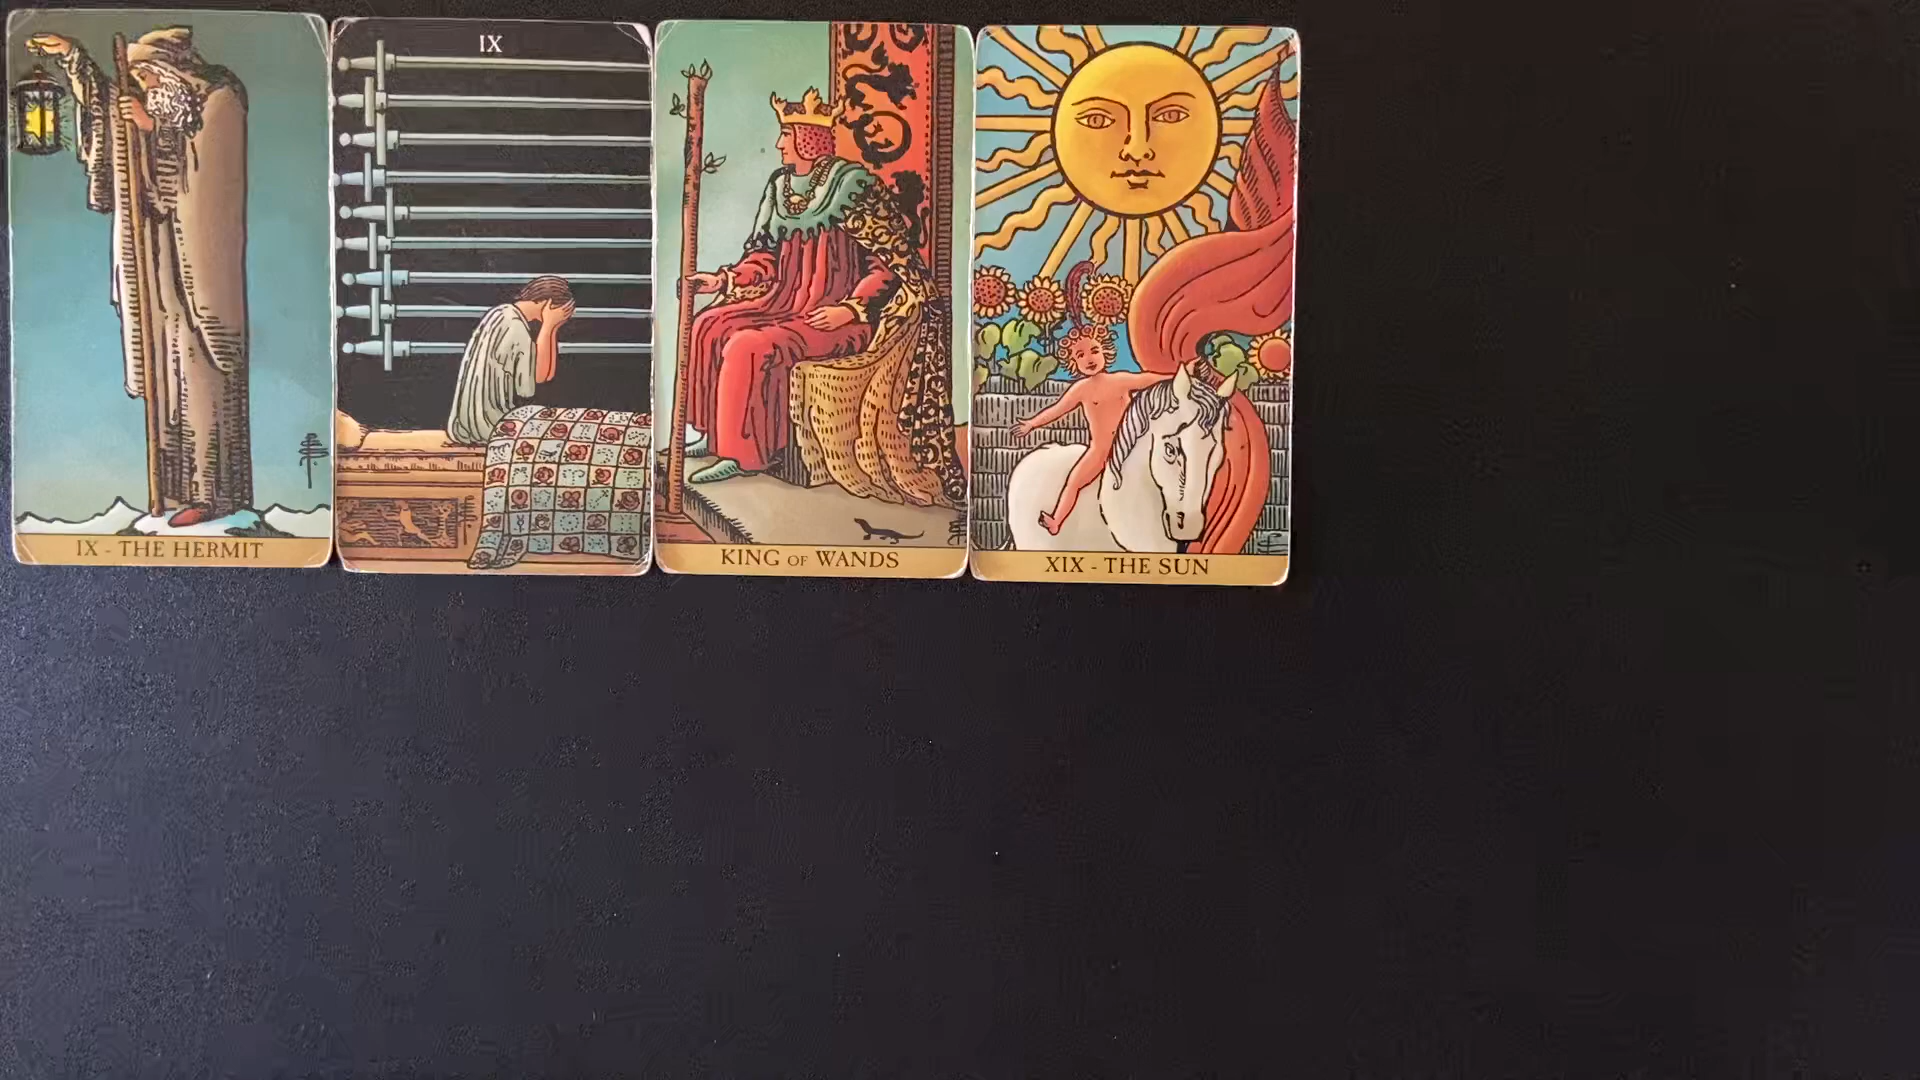 IX - THE HERMIT
IX
KING OF WANDS
XIX - THE SUN